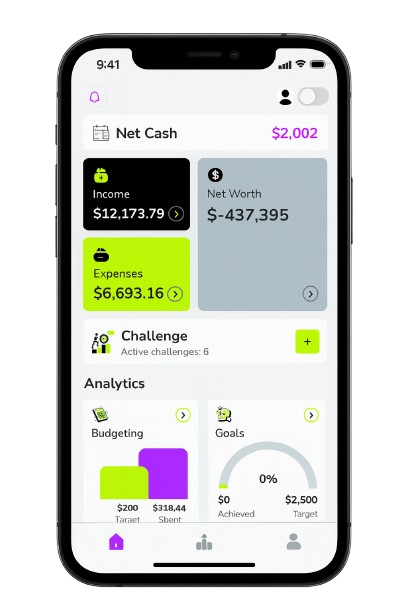 9:41
Net Cash $2,002
Income
$12,173.79
Net Worth
$-437,395
Expenses
$6,693.16
Challenge
Active challenges: 6
+
Analytics
Budgeting
$200 $318,44
Target Spent
Goals
0%
$0 $2,500
Achieved Target